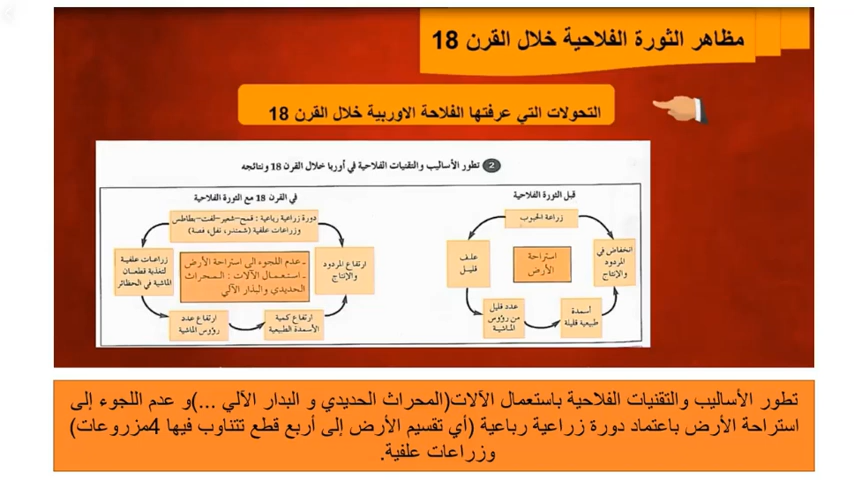 مظاهر الثورة الفلاحية خلال القرن 18
التحولات التي عرفتها الفلاحة الاوربية خلال القرن 18
2 تطور الأساليب والتقنيات الفلاحية في أوربا خلال القرن 18 ونتائجه
قبل الثورة الفلاحية
زراعة الحبوب
علف
قليل
عدد قليل
من رؤوس
الماشية
أسمدة
طبيعية قليلة
انخفاض في
المردود
والإنتاج
استراحة
الأرض
في القرن 18 مع الثورة الفلاحية
دورة زراعية رباعية : قمح–شعير–لفت–بطاطس
وزراعات علفية (شمندر، نفل، فصة)
زراعات علفية
لتغذية قطعان
الماشية في الحظائر
ارتفاع عدد
رؤوس الماشية
ارتفاع كمية
الأسمدة الطبيعية
ارتفاع المردود
والإنتاج
ـ عدم اللجوء الى استراحة الأرض
ـ استعمال الآلات : المحراث
الحديدي والبدار الآلي
تطور الأساليب والتقنيات الفلاحية باستعمال الآلات(المحراث الحديدي و البدار الآلي ...)و عدم اللجوء إلى
استراحة الأرض باعتماد دورة زراعية رباعية (أي تقسيم الأرض إلى أربع قطع تتناوب فيها 4مزروعات)
وزراعات علفية.